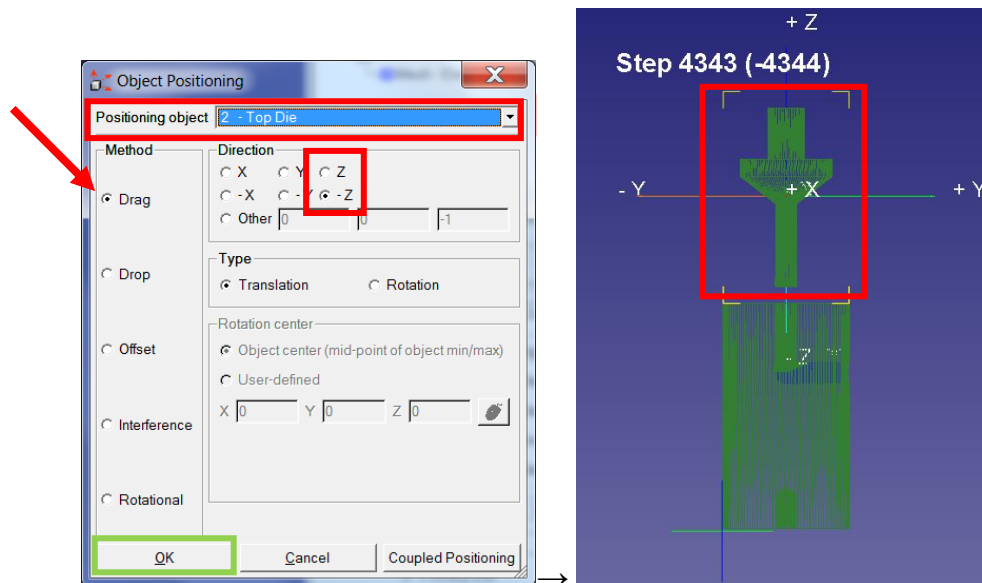 Object Positioning
X
Positioning object 2 - Top Die
Method
Drag
Drop
Offset
Interference
Rotational
Direction
X Y Z
-X -Y -Z
Other 0 0 -1
Type
Translation Rotation
Rotation center
Object center (mid-point of object min/max)
User-defined
X 0 Y 0 Z 0
OK Cancel Coupled Positioning
→
+ Z
Step 4343 (-4344)
- Y + X + Y
- Z